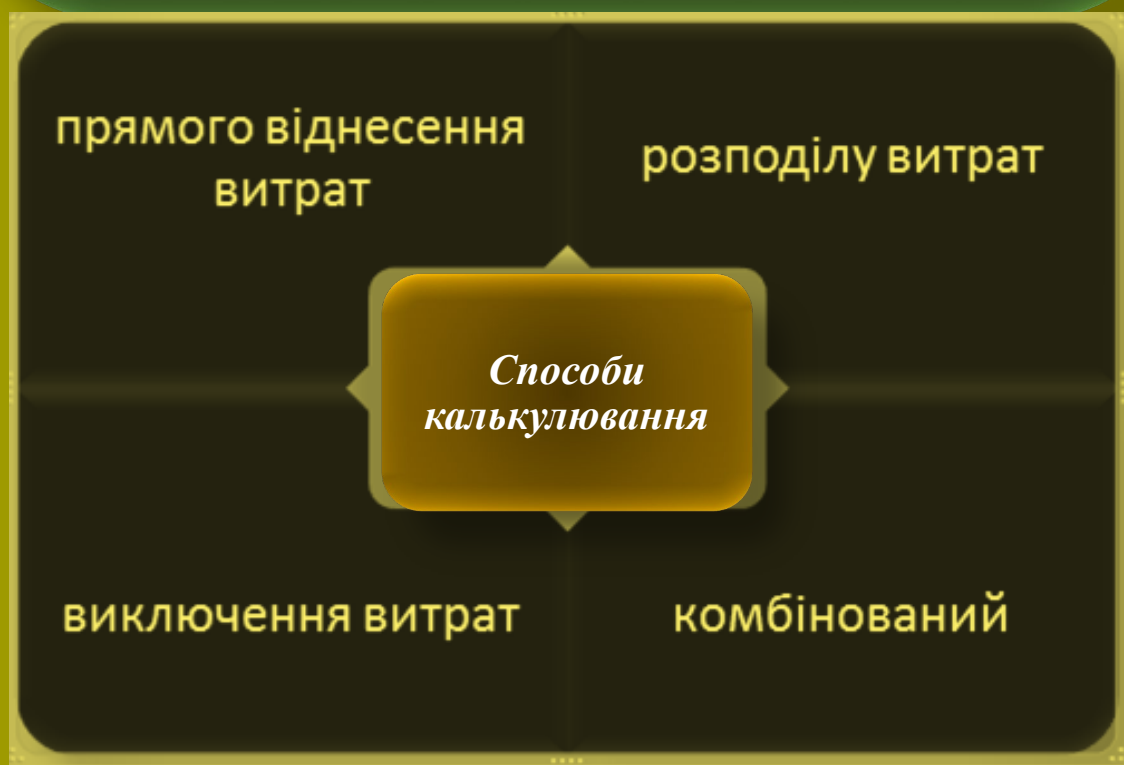 прямого віднесення
витрат
розподілу витрат
Способи
калькулювання
виключення витрат
комбінований